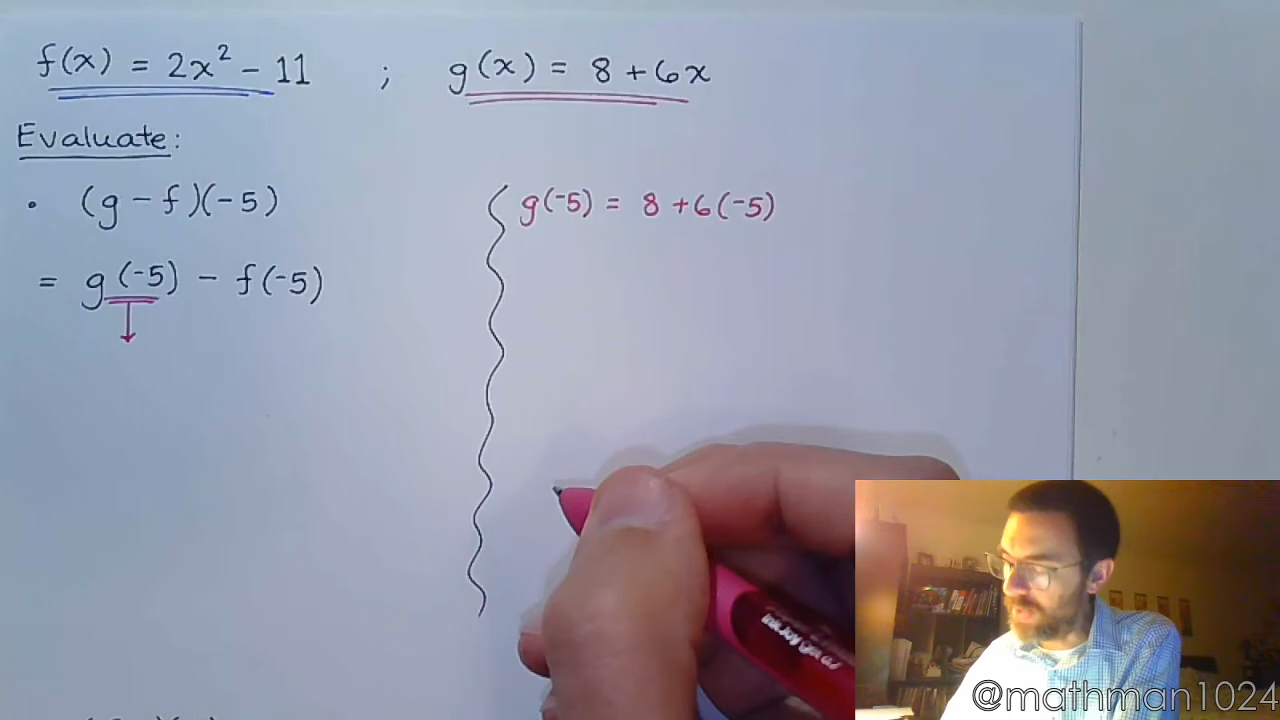 f(x) = 2x² - 11 ; g(x) = 8 + 6x
Evaluate:
• (g - f)(-5)
= g(-5) - f(-5)
g(-5) = 8 + 6(-5)
@mathman1024